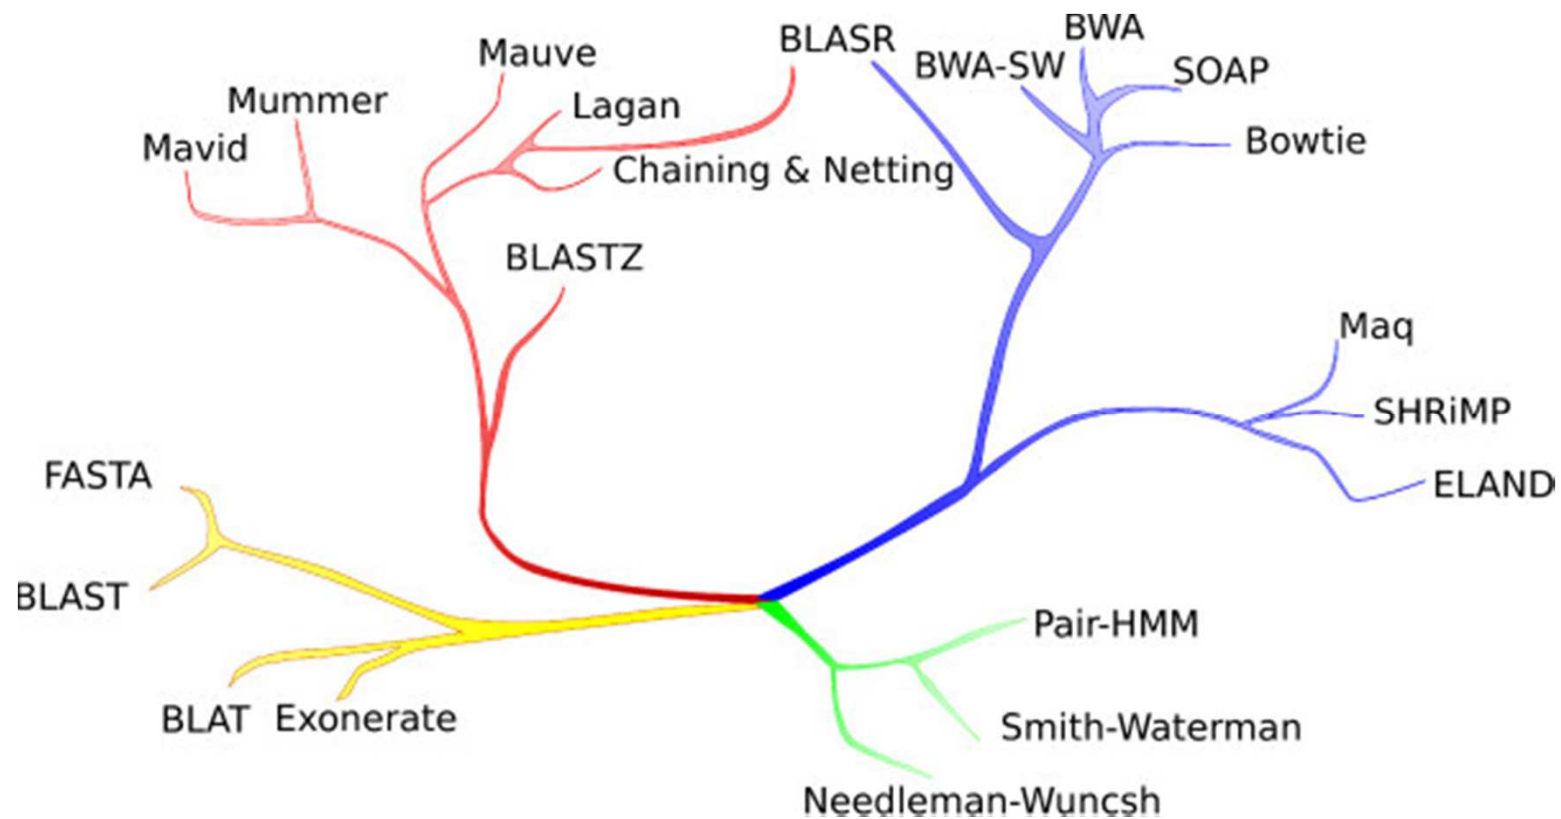 BWA
BLASR
Mauve
BWA-SW
SOAP
Mummer
Lagan
Mavid
Bowtie
Chaining & Netting
BLASTZ
Maq
SHRiMP
FASTA
ELAND
BLAST
Pair-HMM
BLAT
Exonerate
Smith-Waterman
Needleman-Wuncsh